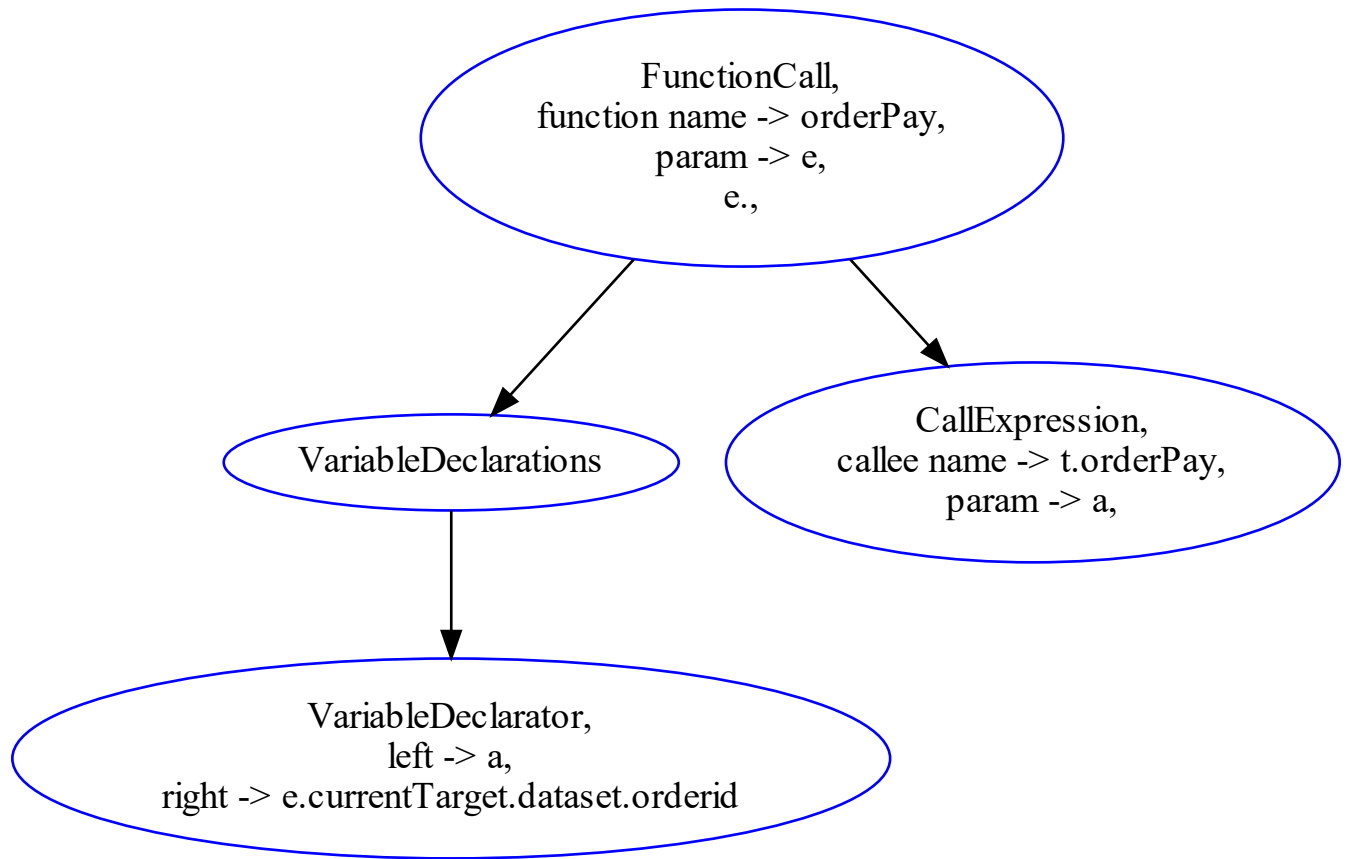 FunctionCall,
function name -> orderPay,
param -> e,
e.,
VariableDeclarations
CallExpression,
callee name -> t.orderPay,
param -> a,
VariableDeclarator,
left -> a,
right -> e.currentTarget.dataset.orderid